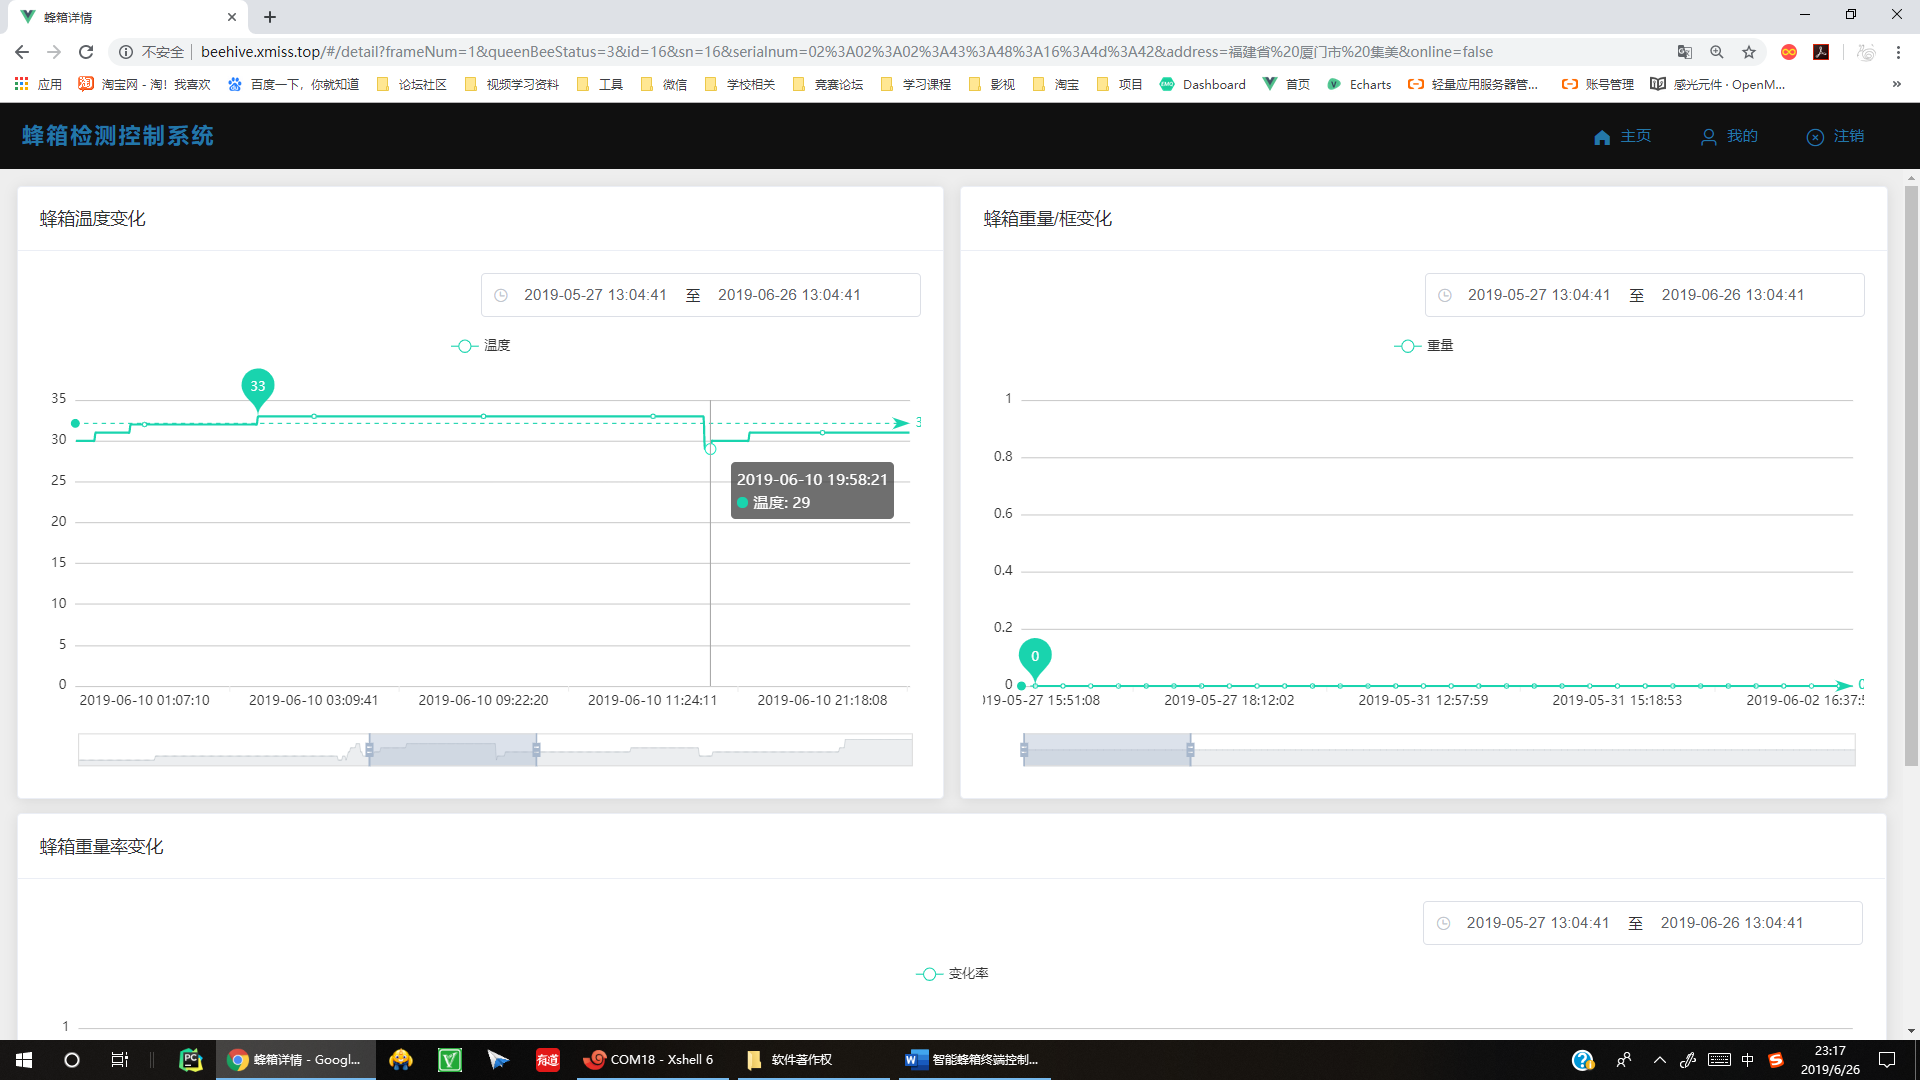 蜂箱详情
不安全 beehive.xmiss.top/#/detail?frameNum=1&queenBeeStatus=3&id=16&sn=16&serialnum=02%3A02%3A02%3A43%3A48%3A16%3A4d%3A42&address=福建省%20厦门市%20集美&online=false
应用 淘宝网 - 淘！我喜欢 百度一下，你就知道 论坛社区 视频学习资料 工具 微信 学校相关 竞赛论坛 学习课程 影视 淘宝 项目 Dashboard 首页 Echarts 轻量应用服务器管... 账号管理 感光元件 · OpenM... »
蜂箱检测控制系统 主页 我的 注销
蜂箱温度变化
2019-05-27 13:04:41 至 2019-06-26 13:04:41
温度
33
35
30
25
20
15
10
5
0
3
2019-06-10 19:58:21
温度: 29
2019-06-10 01:07:10 2019-06-10 03:09:41 2019-06-10 09:22:20 2019-06-10 11:24:11 2019-06-10 21:18:08
蜂箱重量/框变化
2019-05-27 13:04:41 至 2019-06-26 13:04:41
重量
1
0.8
0.6
0.4
0.2
0
0
0
19-05-27 15:51:08 2019-05-27 18:12:02 2019-05-31 12:57:59 2019-05-31 15:18:53 2019-06-02 16:37:5
蜂箱重量率变化
2019-05-27 13:04:41 至 2019-06-26 13:04:41
变化率
1
PC 蜂箱详情 - Googl... 有道 COM18 - Xshell 6 软件著作权 智能蜂箱终端控制... 中
23:17
2019/6/26